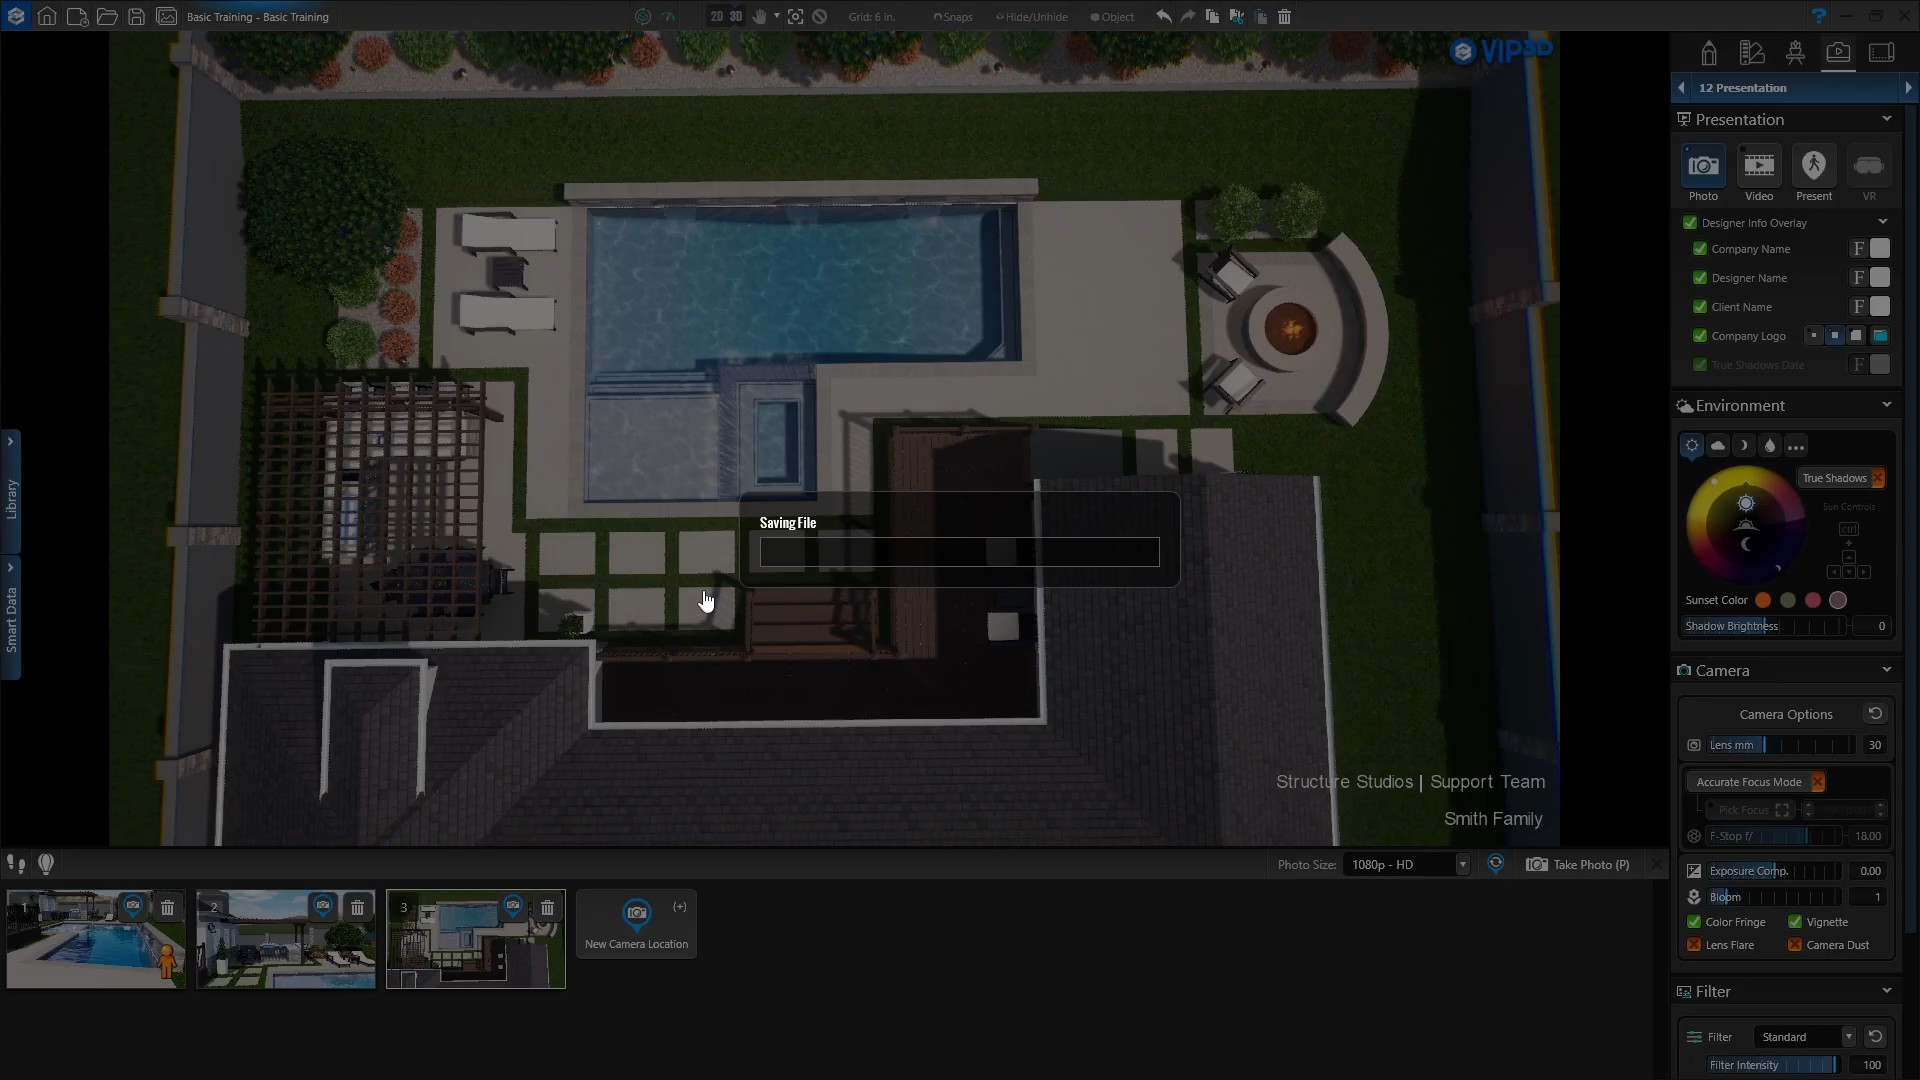 Basic Training - Basic Training
2D 3D
Grid: 6 in.
Snaps
Hide/Unhide
Object
?
VIP3D
12 Presentation
Presentation
Photo
Video
Present
VR
Designer Info Overlay
Company Name F
Designer Name F
Client Name F
Company Logo
True Shadows Date F
Environment
True Shadows
Sun Controls
ctrl
+
Sunset Color
Shadow Brightness 0
Camera
Camera Options
Lens mm 30
Accurate Focus Mode
Pick Focus
F-Stop f/ 18.00
Exposure Comp. 0.00
Bloom 1
Color Fringe
Vignette
Lens Flare
Camera Dust
Filter
Filter Standard
Filter Intensity 100
Library
Smart Data
Saving File
Structure Studios | Support Team
Smith Family
Photo Size: 1080p - HD
Take Photo (P)
1
2
3
(+)
New Camera Location